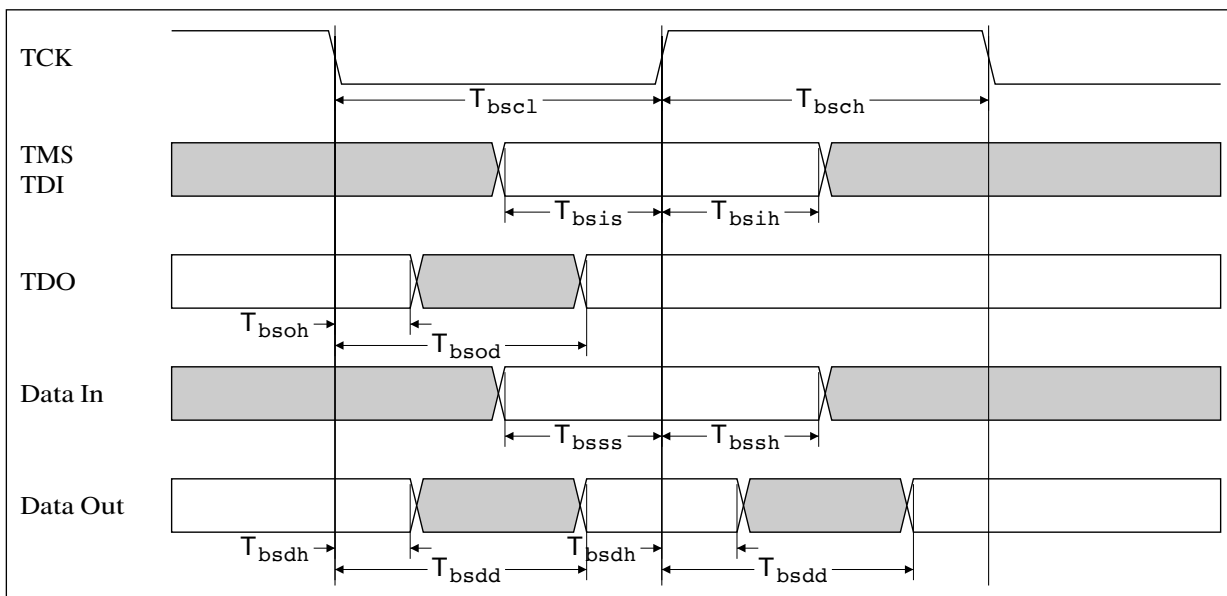 TCK
Tbscl Tbsch
TMS
TDI
Tbsis Tbsih
TDO
Tbsoh
Tbsod
Data In
Tbsss Tbssh
Data Out
Tbsdh Tbsdh
Tbsdd Tbsdd